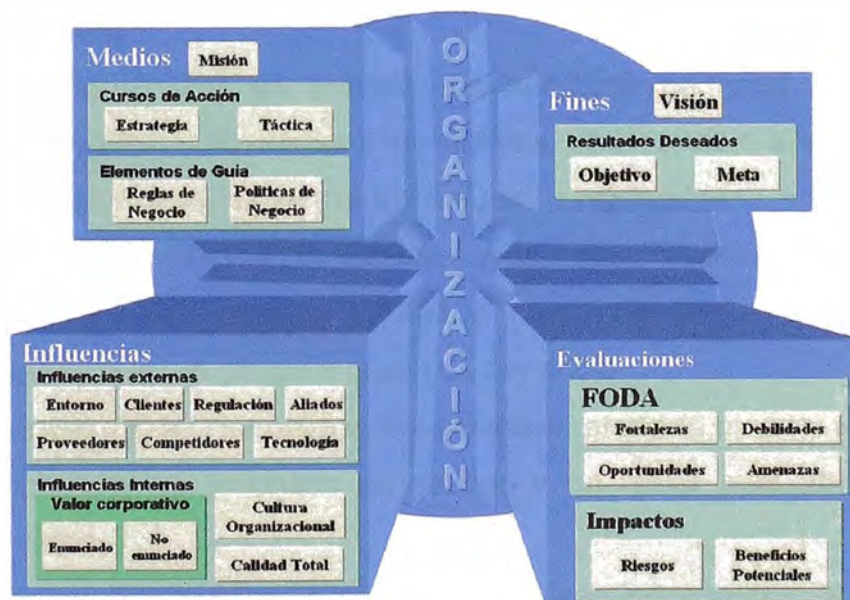 ORGANIZACIÓN
Medios
Misión
Cursos de Acción
Estrategia
Táctica
Elementos de Guía
Reglas de
Negocio
Políticas de
Negocio
Fines
Visión
Resultados Deseados
Objetivo
Meta
Influencias
Influencias externas
Entorno
Clientes
Regulación
Aliados
Proveedores
Competidores
Tecnología
Influencias Internas
Valor corporativo
Enunciado
No
enunciado
Cultura
Organizacional
Calidad Total
Evaluaciones
FODA
Fortalezas
Debilidades
Oportunidades
Amenazas
Impactos
Riesgos
Beneficios
Potenciales